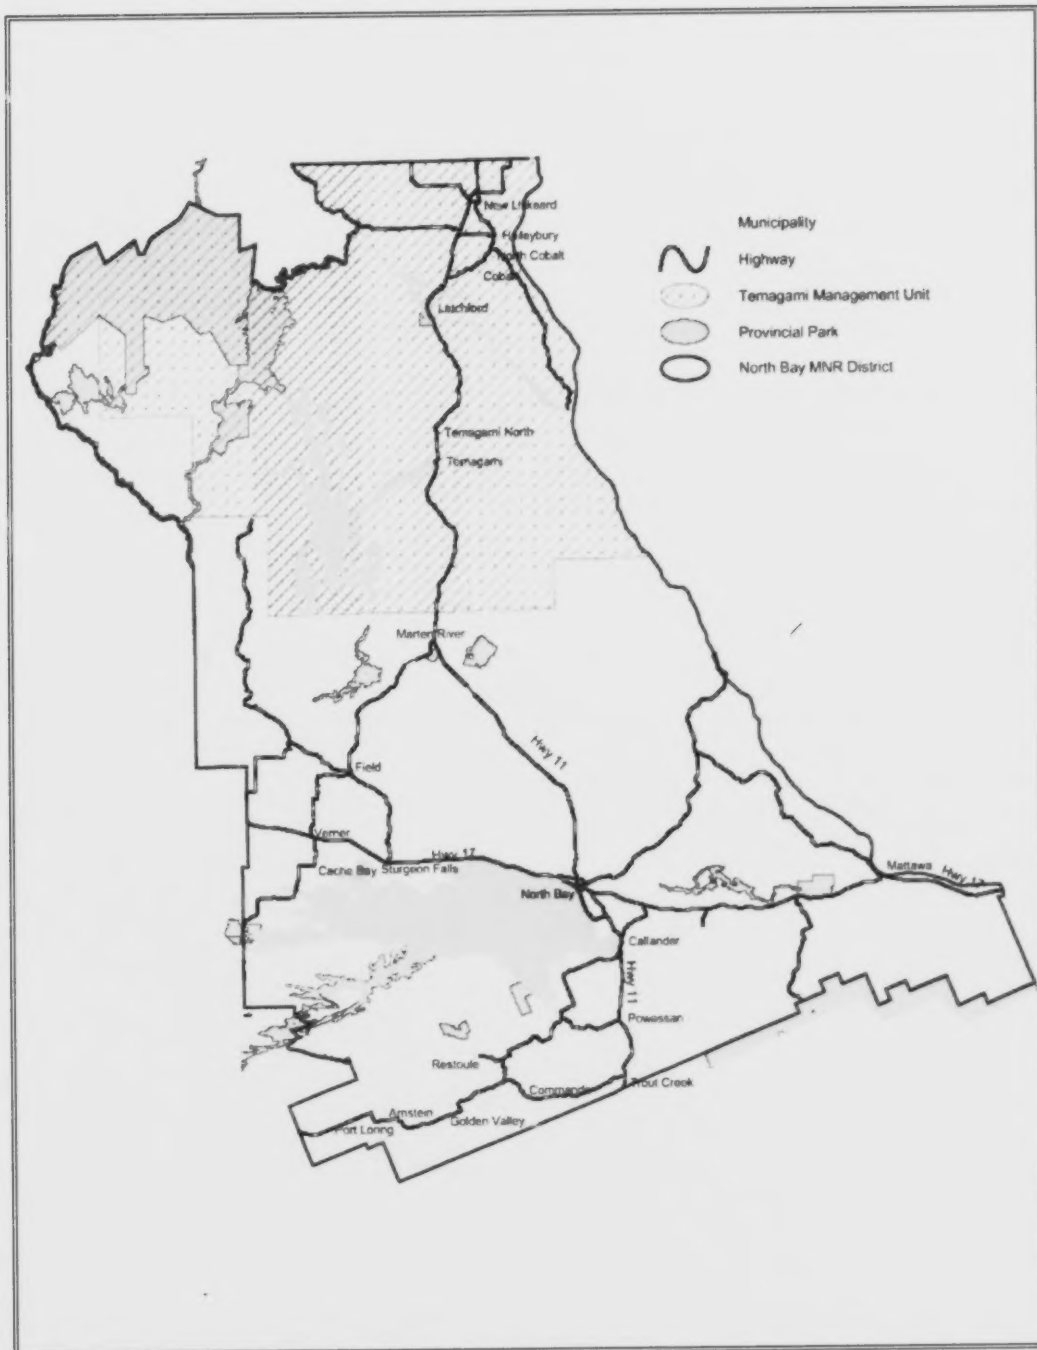 New Liskeard
Haileybury
North Cobalt
Cobalt
Latchford
Temagami North
Temagami
Municipality
Highway
Temagami Management Unit
Provincial Park
North Bay MNR District
Marten River
Hwy 11
Field
Verner
Hwy 17
Cache Bay
Sturgeon Falls
North Bay
Mattawa
Hwy 17
Callander
Hwy 11
Powassan
Restoule
Commanda
Trout Creek
Arnstein
Golden Valley
Port Loring